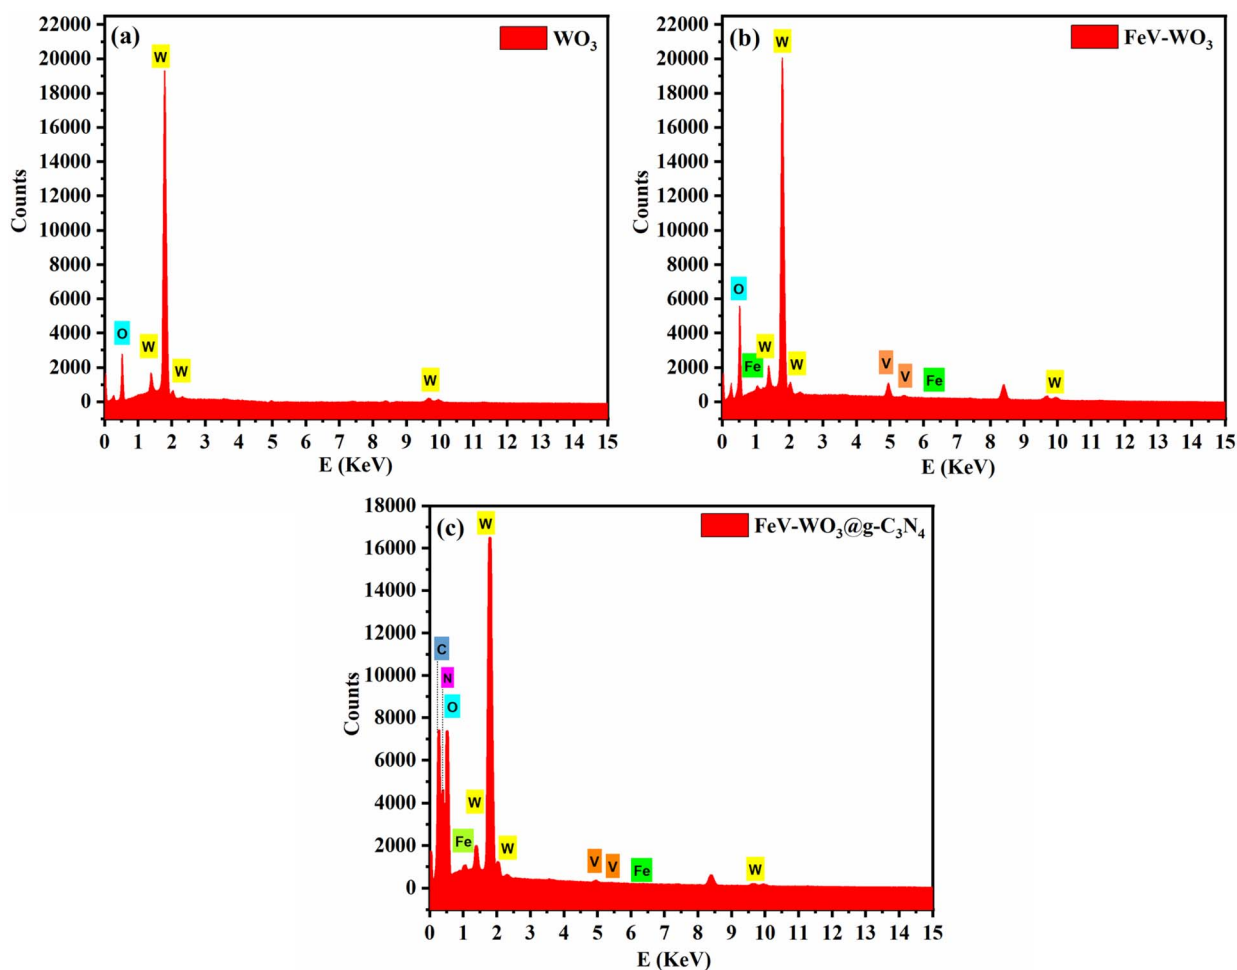 (a)
WO₃
22000
20000
18000
16000
14000
12000
10000
8000
6000
4000
2000
0
Counts
W
O
W
W
W
0 1 2 3 4 5 6 7 8 9 10 11 12 13 14 15
E (KeV)
(b)
FeV-WO₃
22000
20000
18000
16000
14000
12000
10000
8000
6000
4000
2000
0
Counts
W
O
Fe
W
W
V
V
Fe
W
0 1 2 3 4 5 6 7 8 9 10 11 12 13 14 15
E (KeV)
(c)
FeV-WO₃@g-C₃N₄
18000
16000
14000
12000
10000
8000
6000
4000
2000
0
Counts
W
C
N
O
W
Fe
W
V
V
Fe
W
0 1 2 3 4 5 6 7 8 9 10 11 12 13 14 15
E (KeV)